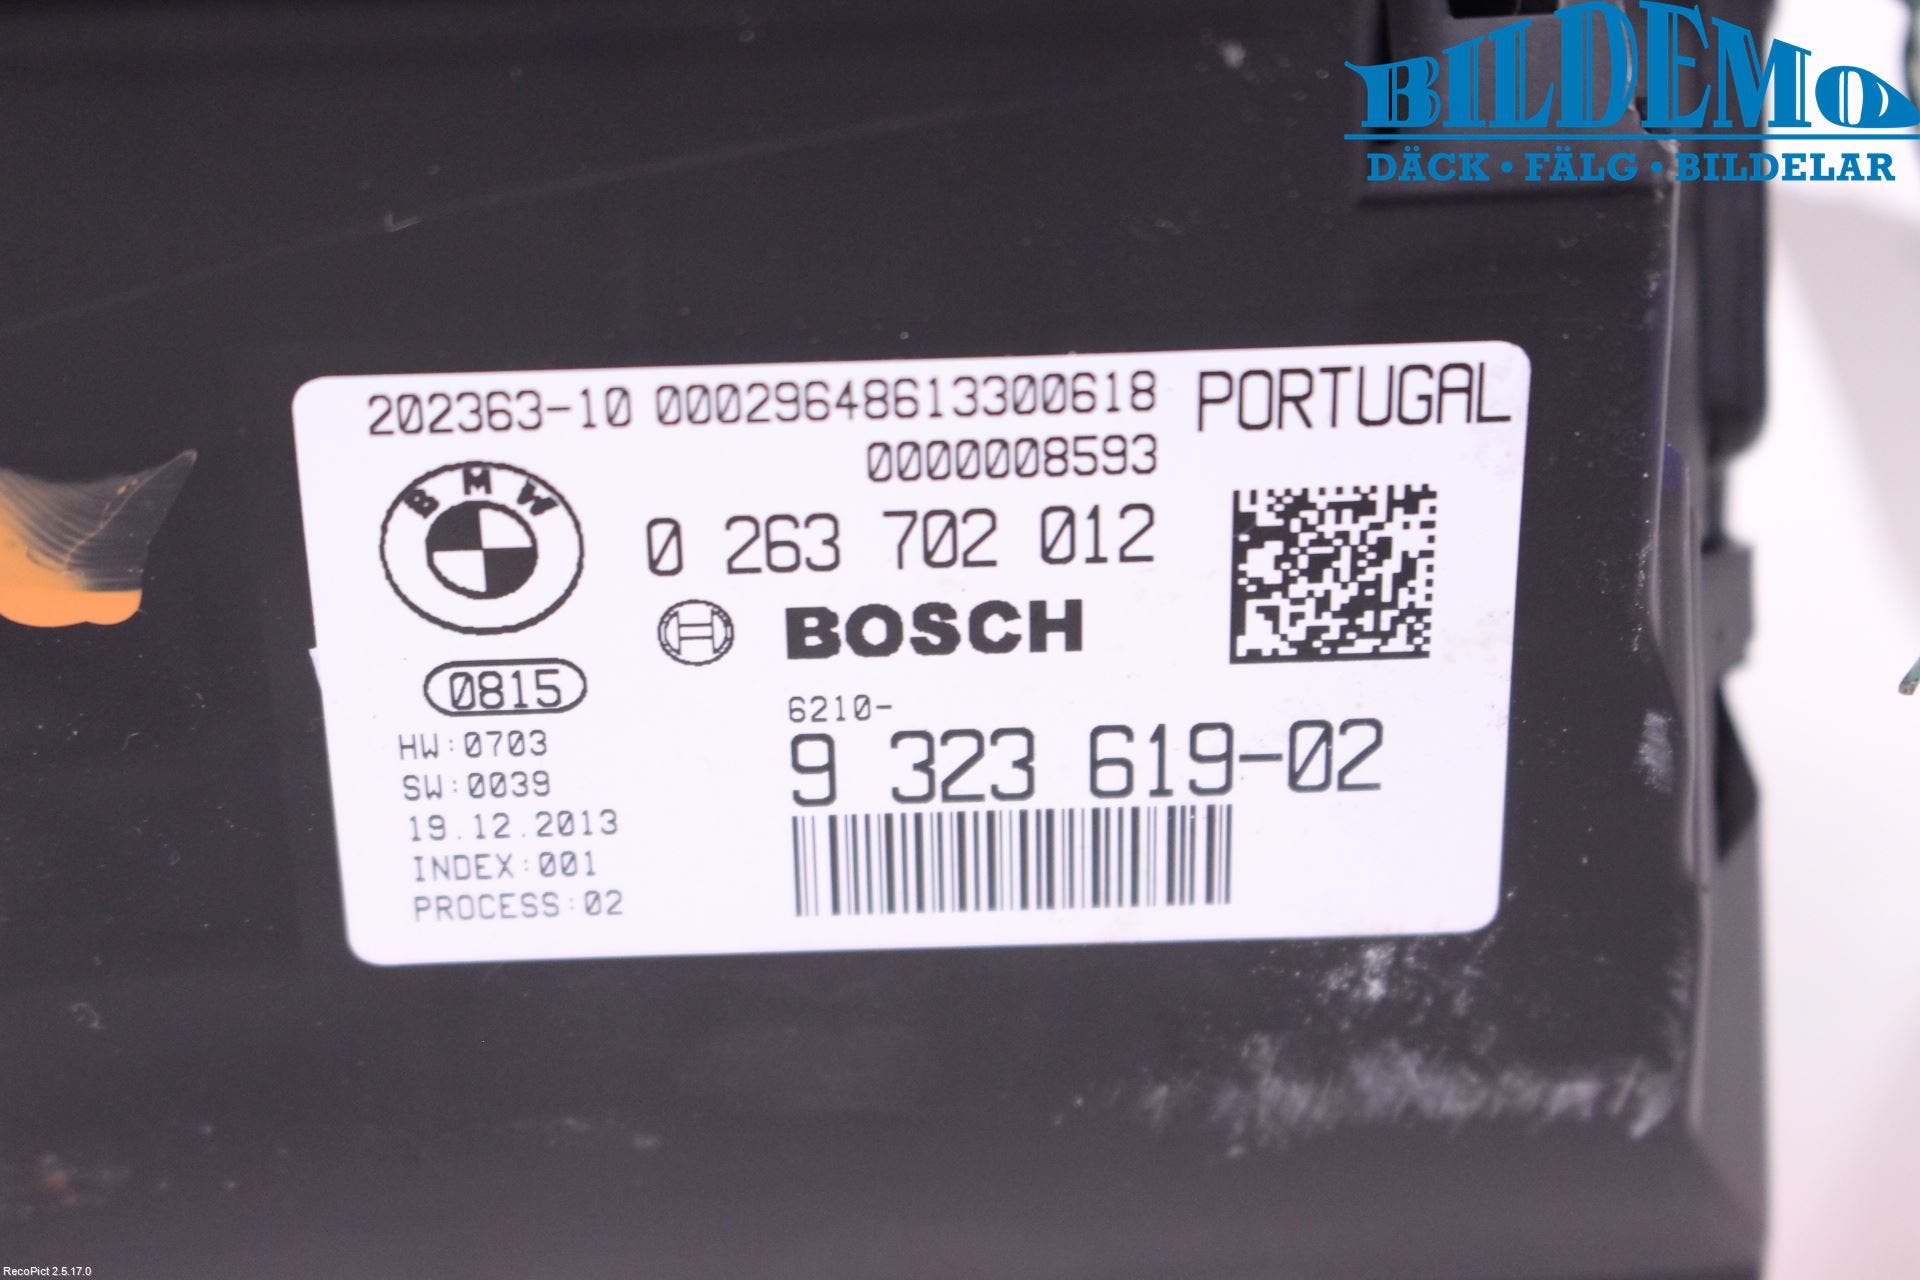 BILDEMO
DÄCK • FÄLG • BILDELAR
202363-10 00029648613300618 PORTUGAL
0000008593
BMW
0 263 702 012
BOSCH
0815
6210-
9 323 619-02
HW:0703
SW:0039
19.12.2013
INDEX:001
PROCESS:02
RecoPict 2.5.17.0